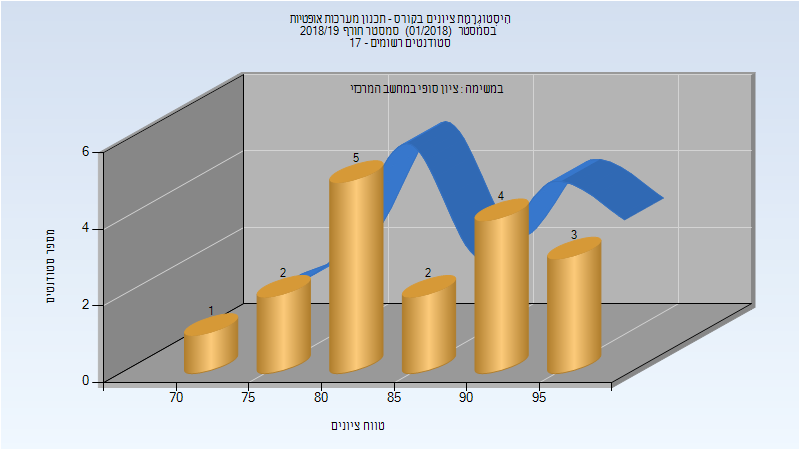 היסטוגרמת ציונים בקורס - תכנון מערכות אופטיות
בסמסטר (01/2018) סמסטר חורף 2018/19
סטודנטים רשומים - 17
במשימה : ציון סופי במחשב המרכזי
מספר סטודנטים
6
4
2
0
1
2
5
2
4
3
70
75
80
85
90
95
טווח ציונים